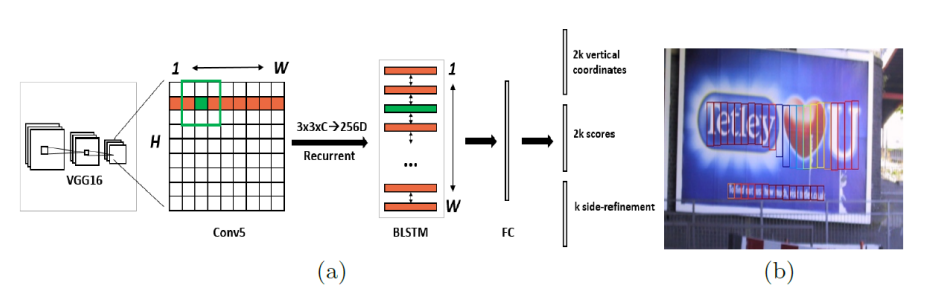 1 W
H
VGG16
Conv5
3x3xC→256D
Recurrent
1
...
W
BLSTM
FC
2k vertical
coordinates
2k scores
k side-refinement
Tetley U
(a)
(b)